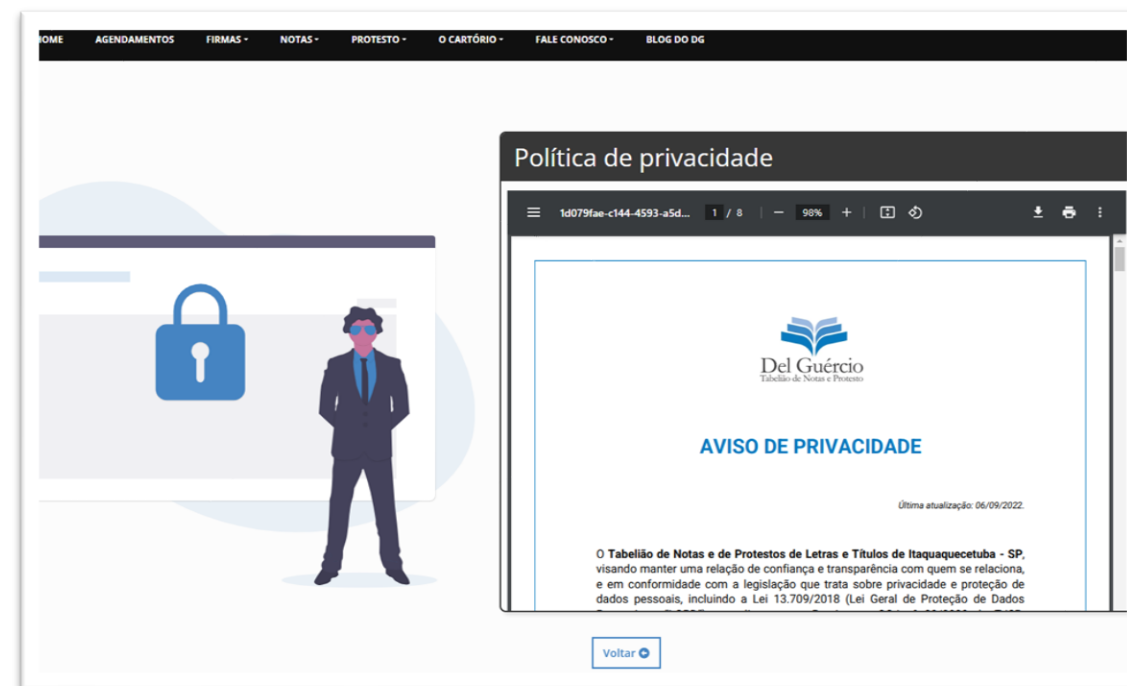 HOME AGENDAMENTOS FIRMAS NOTAS PROTESTO O CARTÓRIO FALE CONOSCO BLOG DO DG
Política de privacidade
1d079fae-c144-4593-a5d... 1 / 8 98%
Del Guércio
Tabelião de Notas e Protesto
AVISO DE PRIVACIDADE
Última atualização: 06/09/2022.
O Tabelião de Notas e de Protestos de Letras e Títulos de Itaquaquecetuba - SP,
visando manter uma relação de confiança e transparência com quem se relaciona,
e em conformidade com a legislação que trata sobre privacidade e proteção de
dados pessoais, incluindo a Lei 13.709/2018 (Lei Geral de Proteção de Dados
Voltar